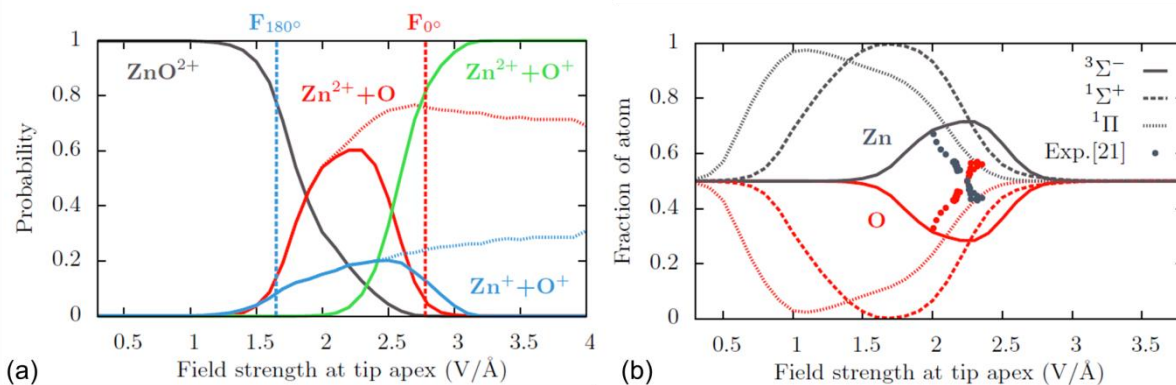 F180° F0°
1
0.8
0.6
0.4
0.2
0
Probability
ZnO²⁺
Zn²⁺+O
Zn²⁺+O⁺
Zn⁺+O⁺
0.5 1 1.5 2 2.5 3 3.5 4
Field strength at tip apex (V/Å)
(a)
1
0.8
0.6
0.4
0.2
0
Fraction of atom
³Σ⁻
¹Σ⁺
¹Π
Exp.[21]
Zn
O
0.5 1 1.5 2 2.5 3 3.5
Field strength at tip apex (V/Å)
(b)